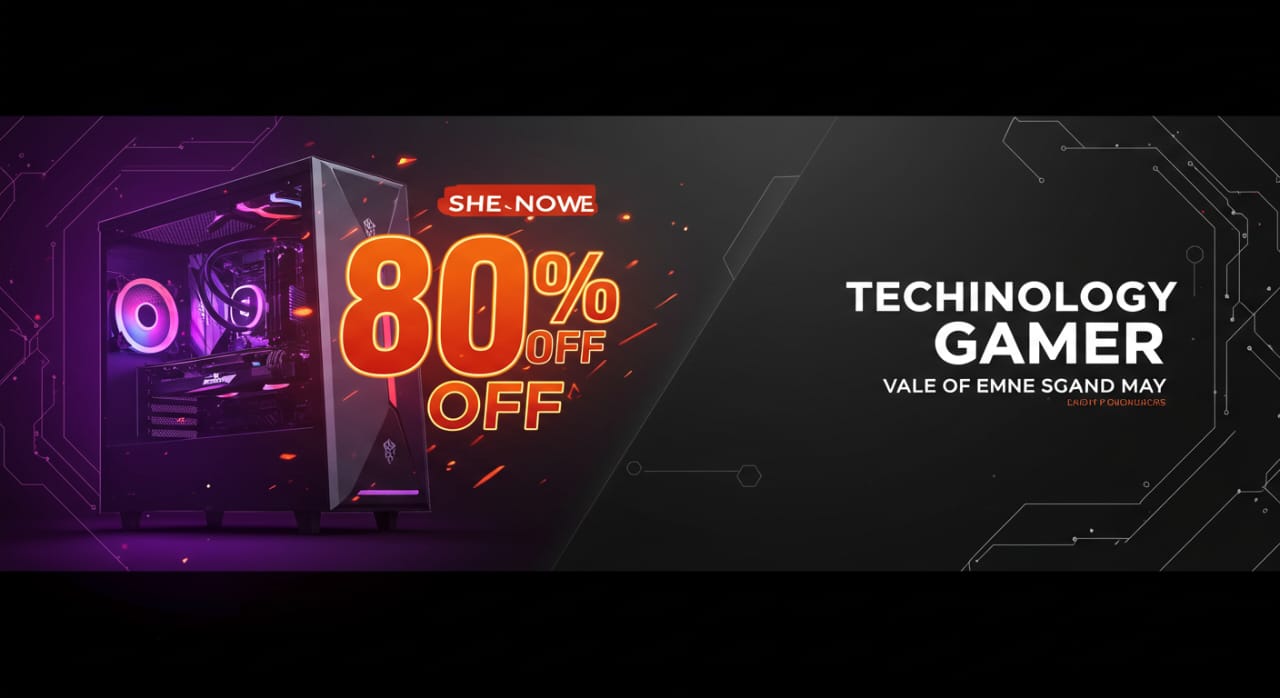 SHE-NOWE
80%
OFF
OFF
TECHINOLOGY
GAMER
VALE OF EMNE SGAND MAY